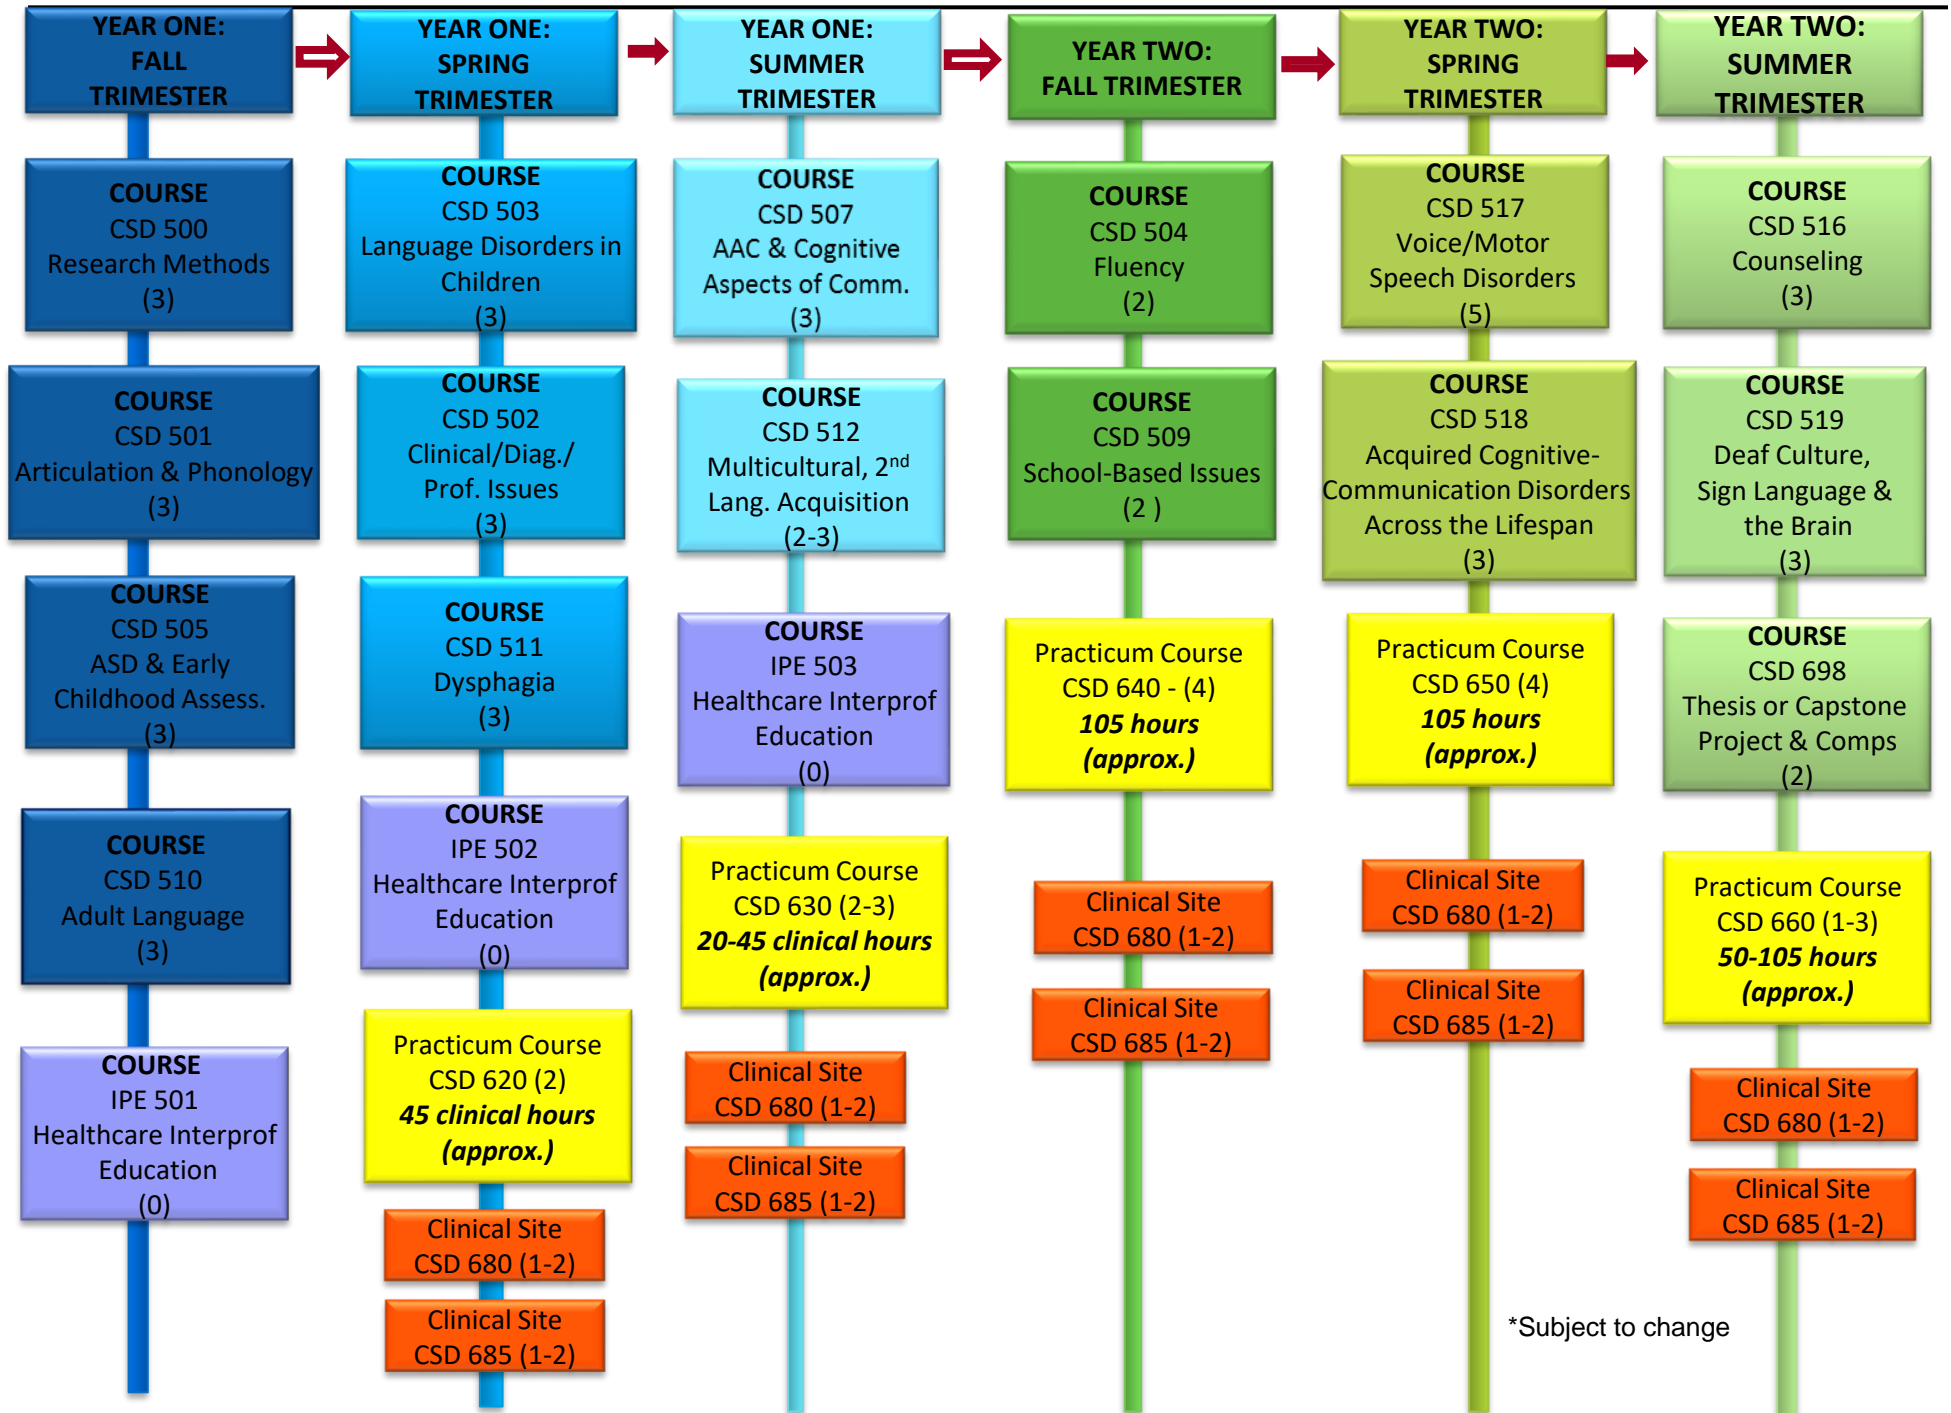 YEAR ONE:
FALL
TRIMESTER
COURSE
CSD 500
Research Methods
(3)
COURSE
CSD 501
Articulation & Phonology
(3)
COURSE
CSD 505
ASD & Early
Childhood Assess.
(3)
COURSE
CSD 510
Adult Language
(3)
COURSE
IPE 501
Healthcare Interprof
Education
(0)
YEAR ONE:
SPRING
TRIMESTER
COURSE
CSD 503
Language Disorders in
Children
(3)
COURSE
CSD 502
Clinical/Diag./
Prof. Issues
(3)
COURSE
CSD 511
Dysphagia
(3)
COURSE
IPE 502
Healthcare Interprof
Education
(0)
Practicum Course
CSD 620 (2)
45 clinical hours
(approx.)
Clinical Site
CSD 680 (1-2)
Clinical Site
CSD 685 (1-2)
YEAR ONE:
SUMMER
TRIMESTER
COURSE
CSD 507
AAC & Cognitive
Aspects of Comm.
(3)
COURSE
CSD 512
Multicultural, 2nd
Lang. Acquisition
(2-3)
COURSE
IPE 503
Healthcare Interprof
Education
(0)
Practicum Course
CSD 630 (2-3)
20-45 clinical hours
(approx.)
Clinical Site
CSD 680 (1-2)
Clinical Site
CSD 685 (1-2)
YEAR TWO:
FALL TRIMESTER
COURSE
CSD 504
Fluency
(2)
COURSE
CSD 509
School-Based Issues
(2 )
Practicum Course
CSD 640 - (4)
105 hours
(approx.)
Clinical Site
CSD 680 (1-2)
Clinical Site
CSD 685 (1-2)
YEAR TWO:
SPRING
TRIMESTER
COURSE
CSD 517
Voice/Motor
Speech Disorders
(5)
COURSE
CSD 518
Acquired Cognitive-
Communication Disorders
Across the Lifespan
(3)
Practicum Course
CSD 650 (4)
105 hours
(approx.)
Clinical Site
CSD 680 (1-2)
Clinical Site
CSD 685 (1-2)
YEAR TWO:
SUMMER
TRIMESTER
COURSE
CSD 516
Counseling
(3)
COURSE
CSD 519
Deaf Culture,
Sign Language &
the Brain
(3)
COURSE
CSD 698
Thesis or Capstone
Project & Comps
(2)
Practicum Course
CSD 660 (1-3)
50-105 hours
(approx.)
Clinical Site
CSD 680 (1-2)
Clinical Site
CSD 685 (1-2)
*Subject to change